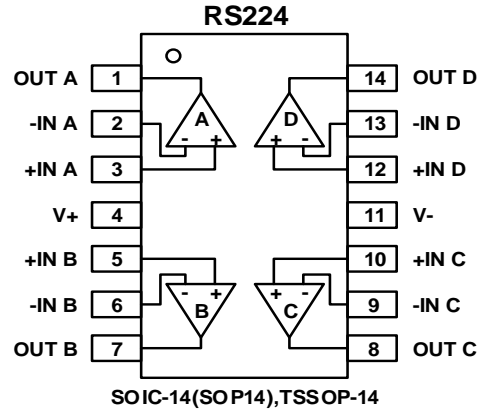 RS224
OUT A 1 14 OUT D
-IN A 2 A D 13 -IN D
- + + -
+IN A 3 12 +IN D
V+ 4 11 V-
+IN B 5 10 +IN C
- + + -
-IN B 6 B C 9 -IN C
OUT B 7 8 OUT C
SOIC-14(SOP14),TSSOP-14